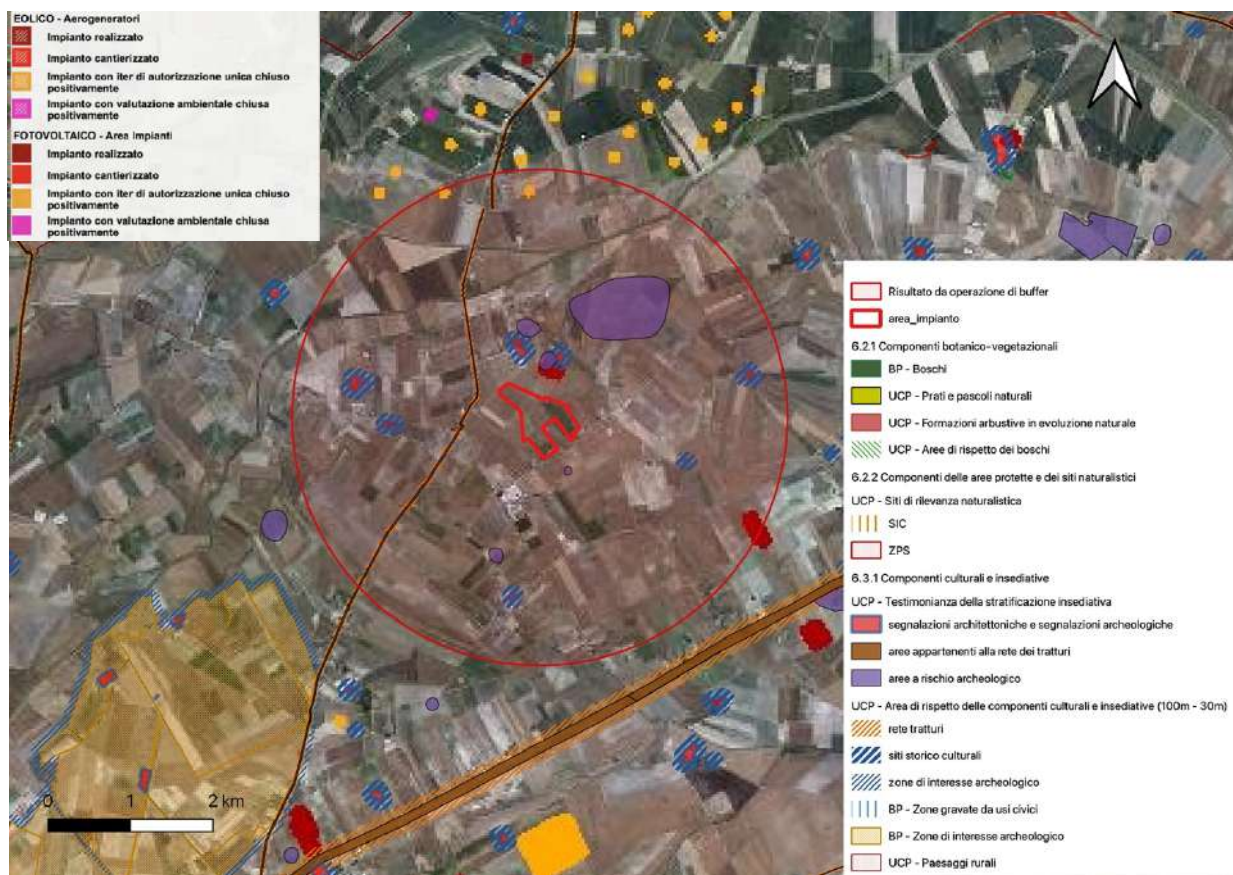 EOLICO - Aerogeneratori
Impianto realizzato
Impianto cantierizzato
Impianto con iter di autorizzazione unica chiuso
positivamente
Impianto con valutazione ambientale chiusa
positivamente
FOTOVOLTAICO - Area Impianti
Impianto realizzato
Impianto cantierizzato
Impianto con iter di autorizzazione unica chiuso
positivamente
Impianto con valutazione ambientale chiusa
positivamente
Risultato da operazione di buffer
area_impianto
6.2.1 Componenti botanico-vegetazionali
BP - Boschi
UCP - Prati e pascoli naturali
UCP - Formazioni arbustive in evoluzione naturale
UCP - Aree di rispetto dei boschi
6.2.2 Componenti delle aree protette e dei siti naturalistici
UCP - Siti di rilevanza naturalistica
SIC
ZPS
6.3.1 Componenti culturali e insediative
UCP - Testimonianza della stratificazione insediativa
segnalazioni architettoniche e segnalazioni archeologiche
aree appartenenti alla rete dei tratturi
aree a rischio archeologico
UCP - Area di rispetto delle componenti culturali e insediative (100m - 30m)
rete tratturi
siti storico culturali
zone di interesse archeologico
BP - Zone gravate da usi civici
BP - Zone di interesse archeologico
UCP - Paesaggi rurali
0 1 2 km